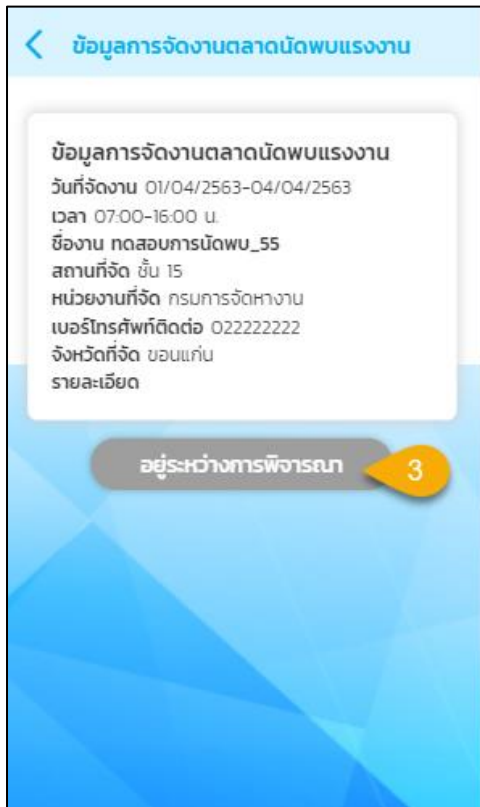 ข้อมูลการจัดงานตลาดนัดพบแรงงาน
ข้อมูลการจัดงานตลาดนัดพบแรงงาน
วันที่จัดงาน 01/04/2563-04/04/2563
เวลา 07:00-16:00 น.
ชื่องาน ทดสอบการนัดพบ_55
สถานที่จัด ชั้น 15
หน่วยงานที่จัด กรมการจัดหางาน
เบอร์โทรศัพท์ติดต่อ 022222222
จังหวัดที่จัด ขอนแก่น
รายละเอียด
อยู่ระหว่างการพิจารณา 3